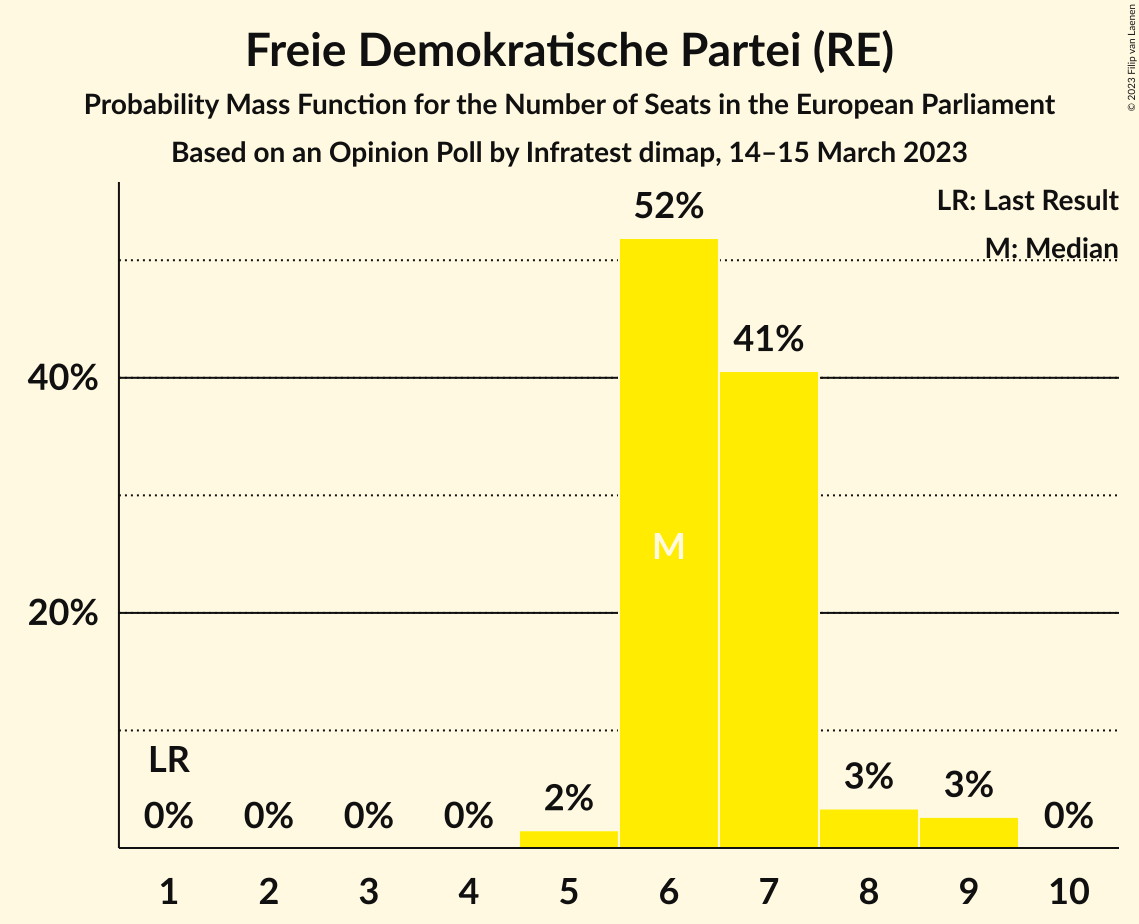 Freie Demokratische Partei (RE)
Probability Mass Function for the Number of Seats in the European Parliament
Based on an Opinion Poll by Infratest dimap, 14–15 March 2023
© 2023 Filip van Laenen
LR: Last Result
M: Median
52%
41%
40%
M
20%
LR
0%
0%
0%
0%
2%
3%
3%
0%
1
2
3
4
5
6
7
8
9
10